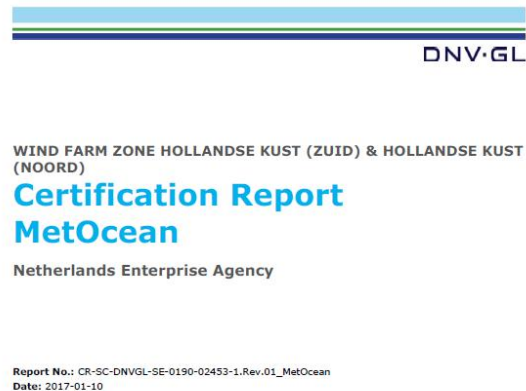 DNV·GL
WIND FARM ZONE HOLLANDSE KUST (ZUID) & HOLLANDSE KUST
(NOORD)
Certification Report
MetOcean
Netherlands Enterprise Agency
Report No.: CR-SC-DNVGL-SE-0190-02453-1.Rev.01_MetOcean
Date: 2017-01-10